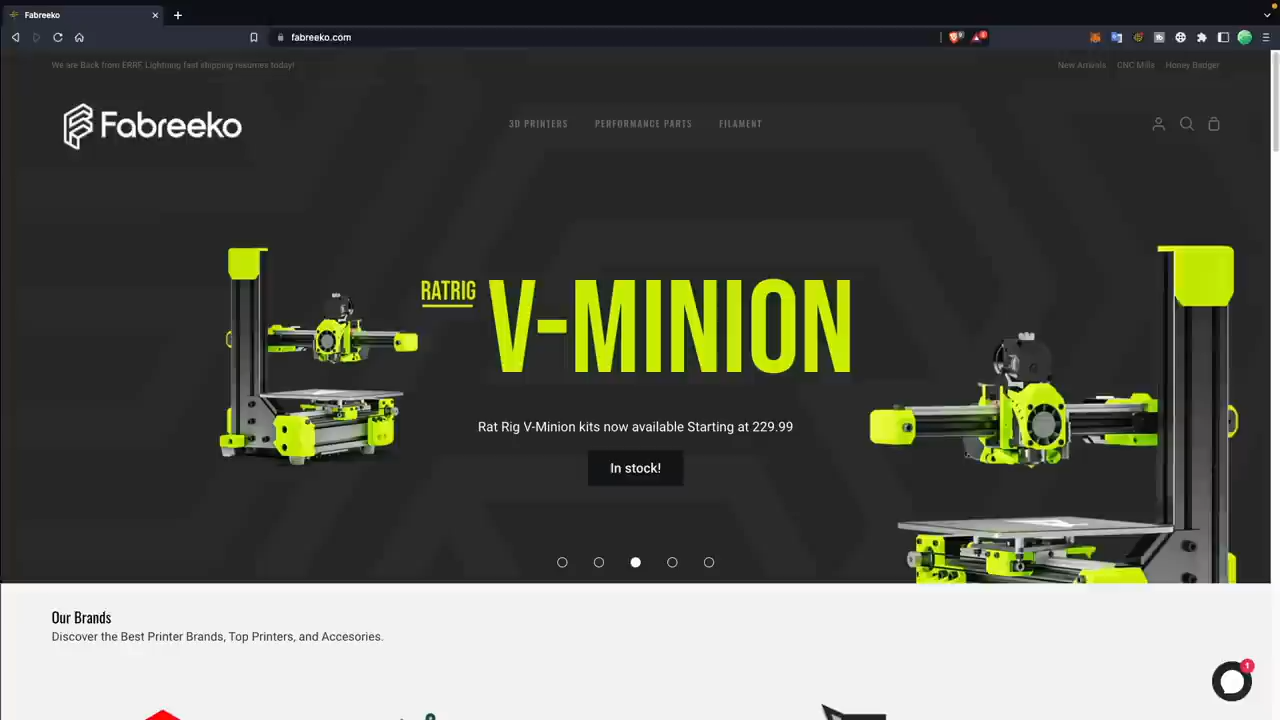 Fabreeko
fabreeko.com
We are Back from ERRF, Lightning fast shipping resumes today!
New Arrivals CNC Mills Honey Badger
Fabreeko
3D PRINTERS PERFORMANCE PARTS FILAMENT
RATRIG V-MINION
Rat Rig V-Minion kits now available Starting at 229.99
In stock!
Our Brands
Discover the Best Printer Brands, Top Printers, and Accesories.
1